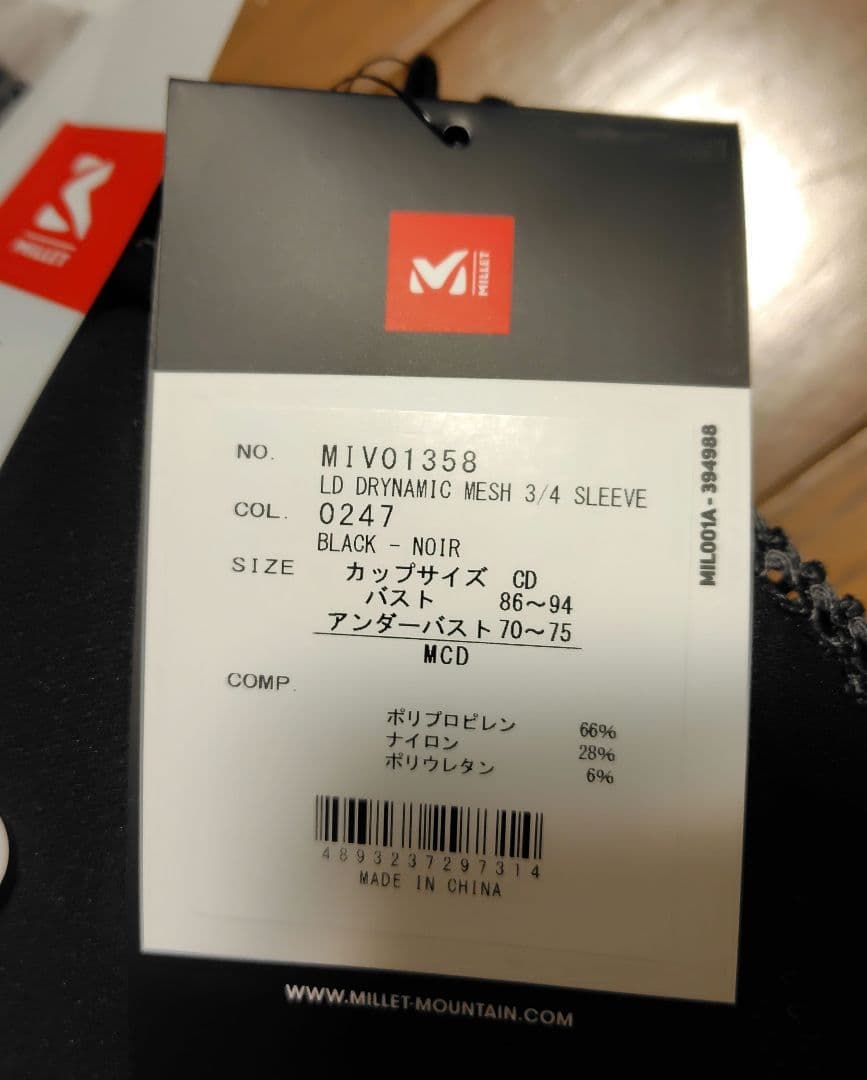 MILLET
MILLET
NO. MIV01358
LD DRYNAMIC MESH 3/4 SLEEVE
COL. 0247
BLACK - NOIR
SIZE カップサイズ CD
バスト 86～94
アンダーバスト 70～75
MCD
COMP.
ポリプロピレン 66%
ナイロン 28%
ポリウレタン 6%
4893237297314
MADE IN CHINA
MIL001A - 394988
WWW.MILLET-MOUNTAIN.COM